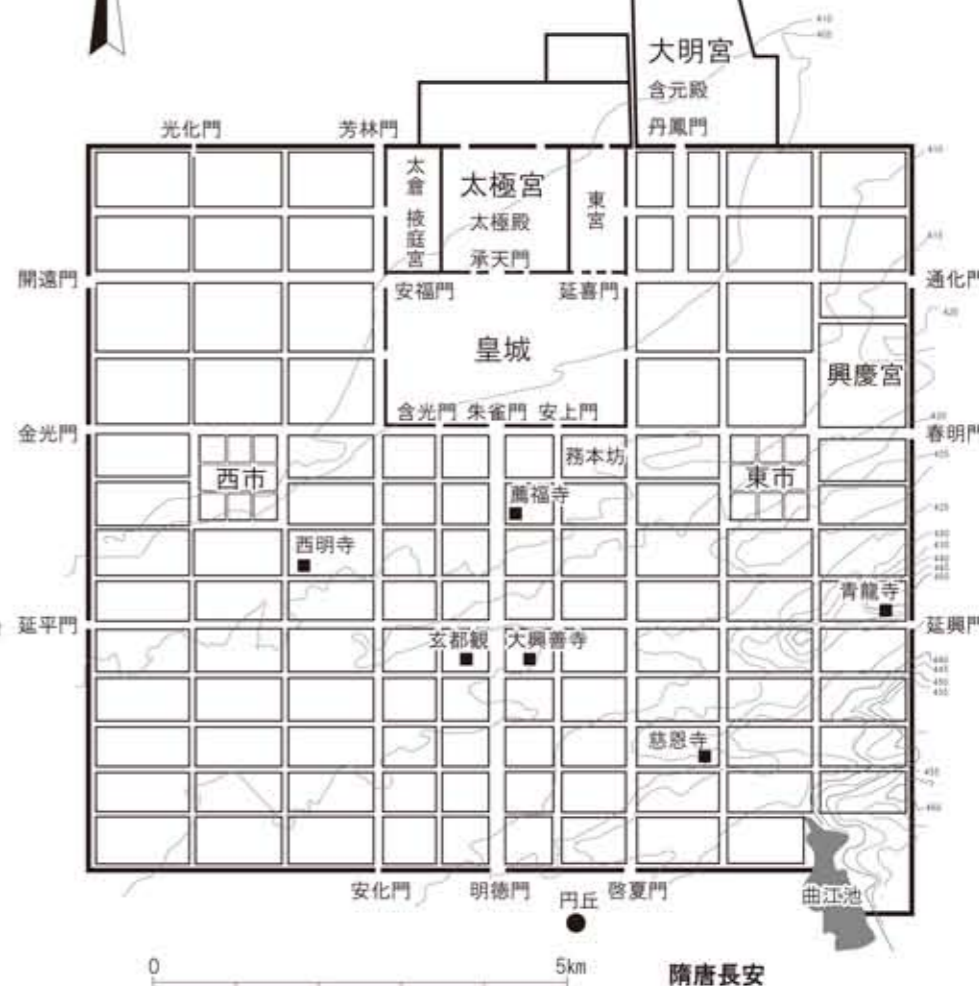 大明宮
含元殿
丹鳳門
光化門
芳林門
太倉
掖庭宮
太極宮
太極殿
承天門
東宮
開遠門
通化門
安福門
延喜門
皇城
興慶宮
含光門 朱雀門 安上門
金光門
春明門
務本坊
西市
東市
薦福寺
西明寺
青龍寺
延平門
延興門
玄都観
大興善寺
慈恩寺
安化門
明徳門
啓夏門
円丘
曲江池
0
5km
隋唐長安